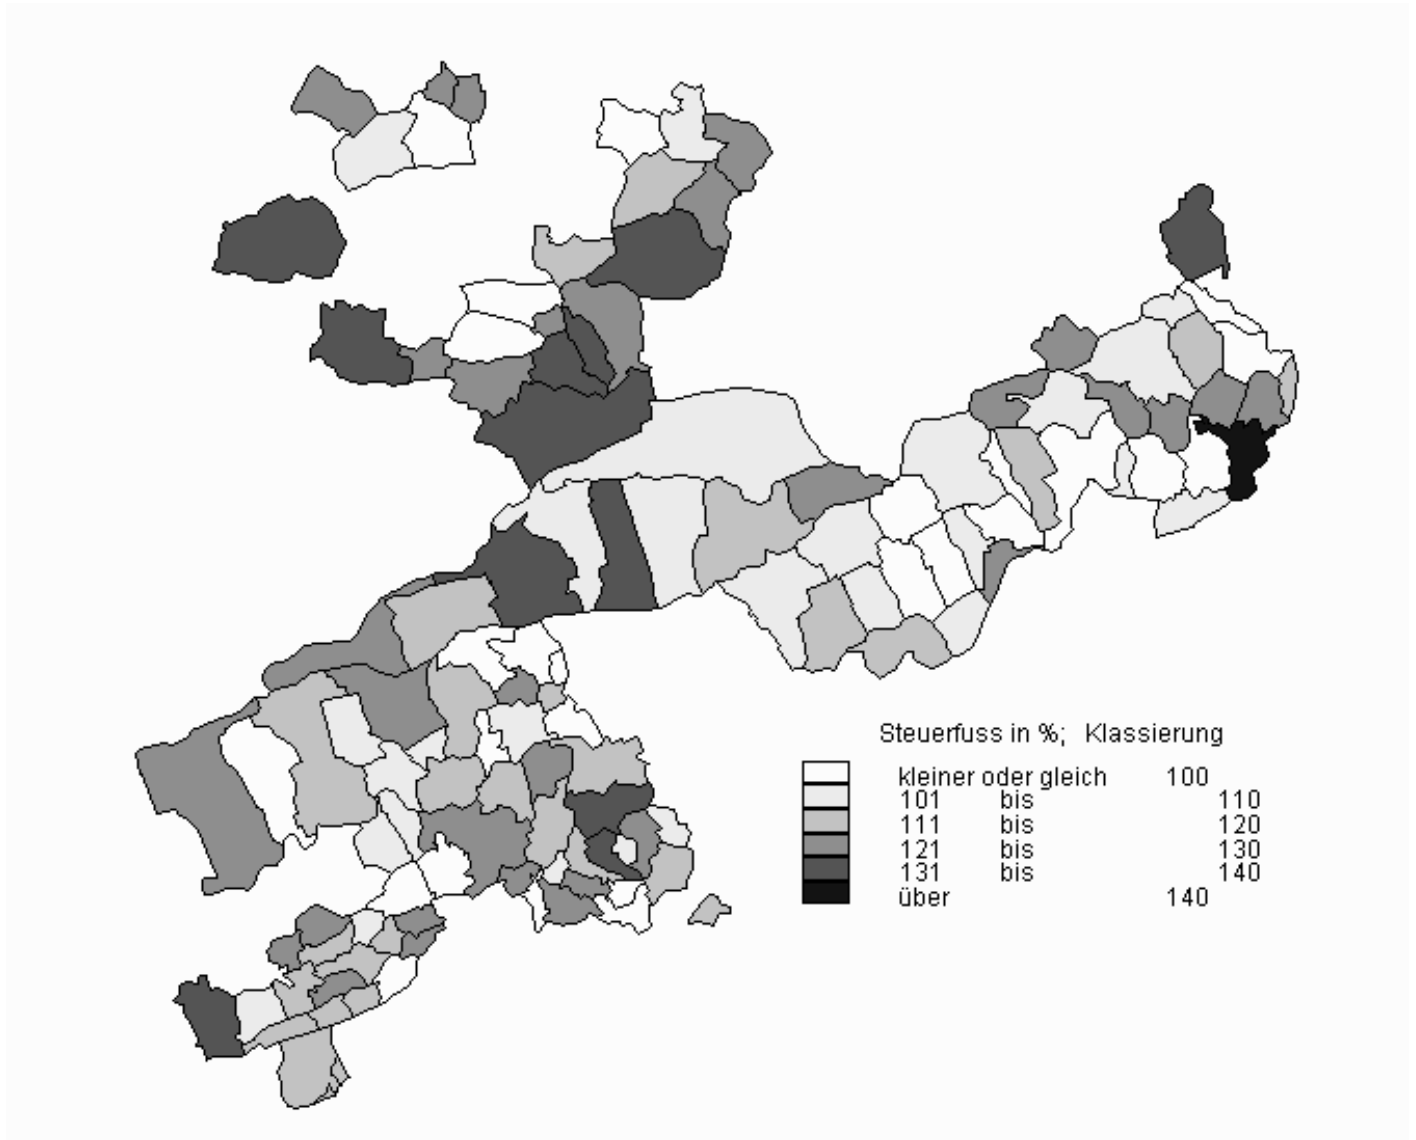 Steuerfuss in %; Klassierung
kleiner oder gleich 100
101 bis 110
111 bis 120
121 bis 130
131 bis 140
über 140